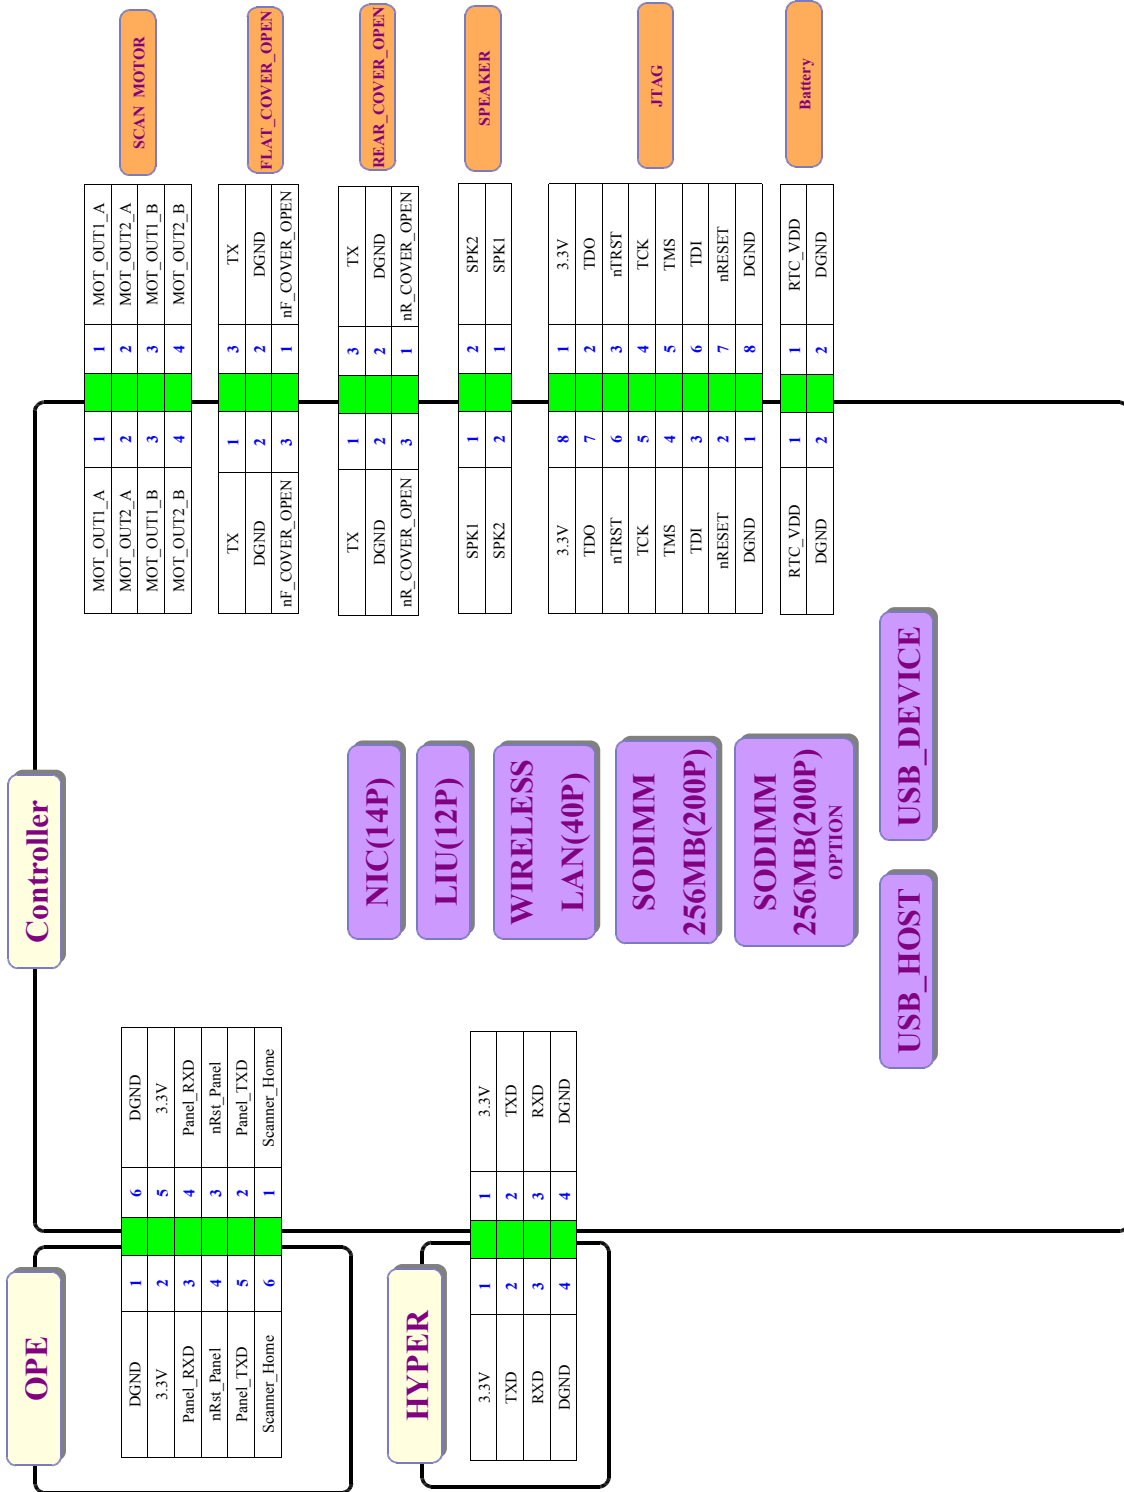 SCAN MOTOR
FLAT_COVER_OPEN
REAR_COVER_OPEN
SPEAKER
JTAG
Battery
MOT_OUT1_A 1 1 MOT_OUT1_A
MOT_OUT2_A 2 2 MOT_OUT2_A
MOT_OUT1_B 3 3 MOT_OUT1_B
MOT_OUT2_B 4 4 MOT_OUT2_B
TX 1 3 TX
DGND 2 2 DGND
nF_COVER_OPEN 3 1 nF_COVER_OPEN
TX 1 3 TX
DGND 2 2 DGND
nR_COVER_OPEN 3 1 nR_COVER_OPEN
SPK1 1 2 SPK2
SPK2 2 1 SPK1
3.3V 8 1 3.3V
TDO 7 2 TDO
nTRST 6 3 nTRST
TCK 5 4 TCK
TMS 4 5 TMS
TDI 3 6 TDI
nRESET 2 7 nRESET
DGND 1 8 DGND
RTC_VDD 1 1 RTC_VDD
DGND 2 2 DGND
Controller
NIC(14P)
LIU(12P)
WIRELESS
LAN(40P)
SODIMM
256MB(200P)
SODIMM
256MB(200P)
OPTION
USB_HOST
USB_DEVICE
OPE
DGND 1 6 DGND
3.3V 2 5 3.3V
Panel_RXD 3 4 Panel_RXD
nRst_Panel 4 3 nRst_Panel
Panel_TXD 5 2 Panel_TXD
Scanner_Home 6 1 Scanner_Home
HYPER
3.3V 1 1 3.3V
TXD 2 2 TXD
RXD 3 3 RXD
DGND 4 4 DGND